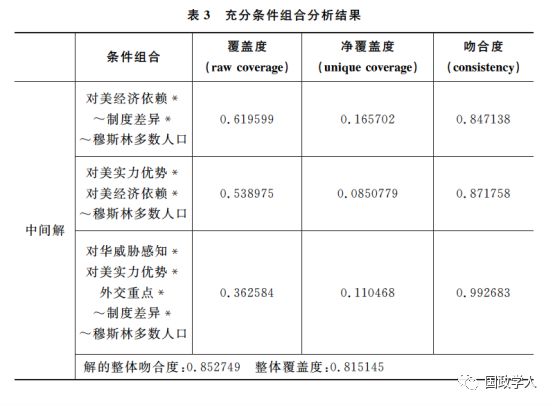 表 3 充分条件组合分析结果
条件组合
覆盖度
(raw coverage)
净覆盖度
(unique coverage)
吻合度
(consistency)
中间解
对美经济依赖*
～制度差异*
～穆斯林多数人口
0.619599
0.165702
0.847138
对美实力优势*
对美经济依赖*
～穆斯林多数人口
0.538975
0.0850779
0.871758
对华威胁感知*
对美实力优势*
外交重点*
～制度差异*
～穆斯林多数人口
0.362584
0.110468
0.992683
解的整体吻合度:0.852749 整体覆盖度:0.815145
国政学人